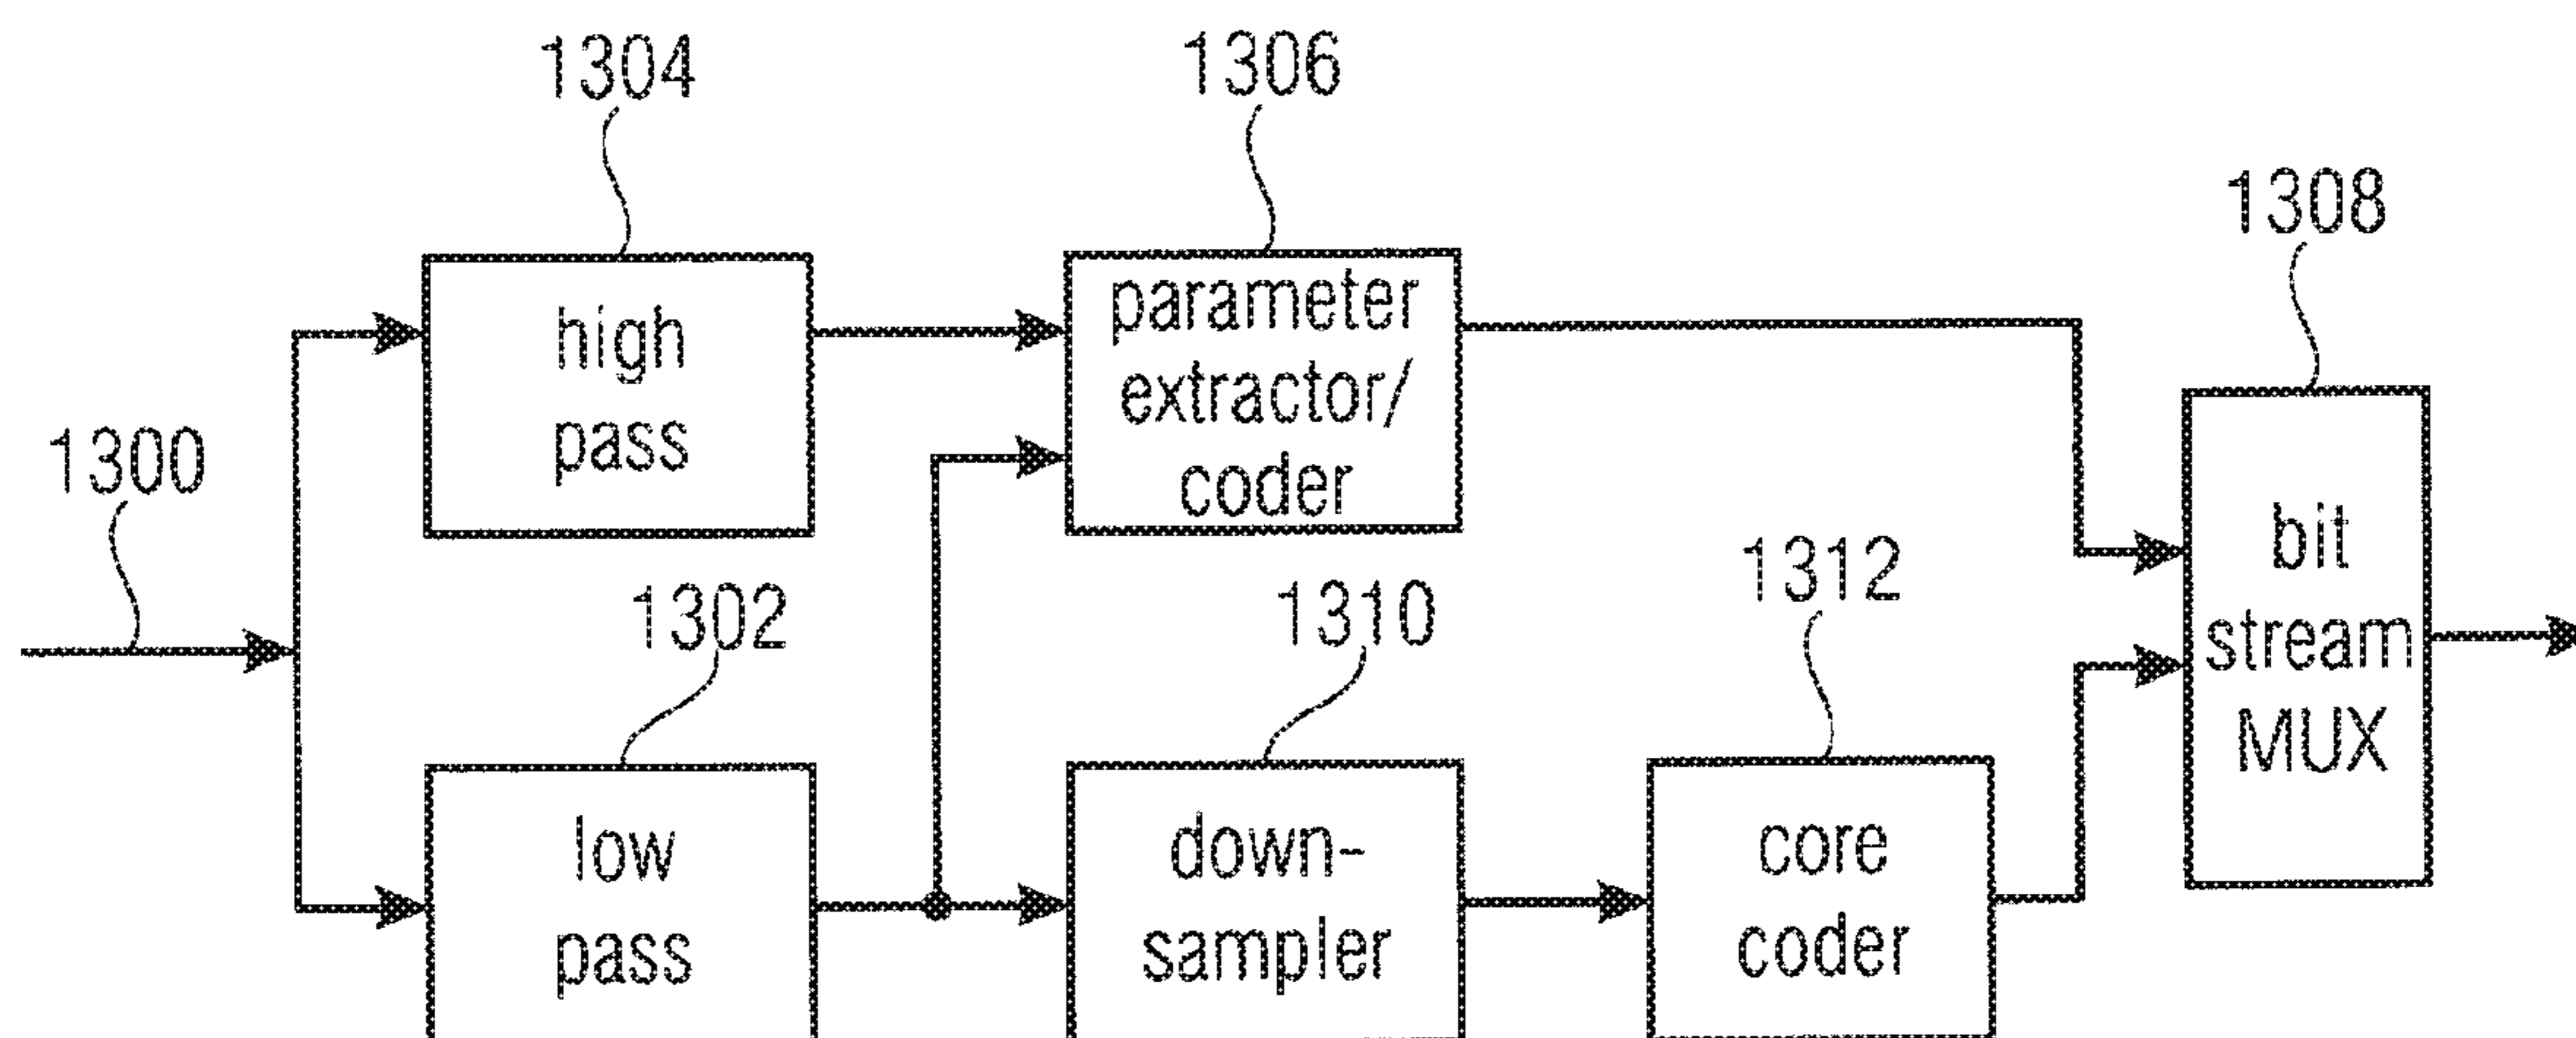 1304
1306
1308
high
pass
parameter
extractor/
coder
1300
1302
1310
1312
bit
stream
MUX
low
pass
down-
sampler
core
coder